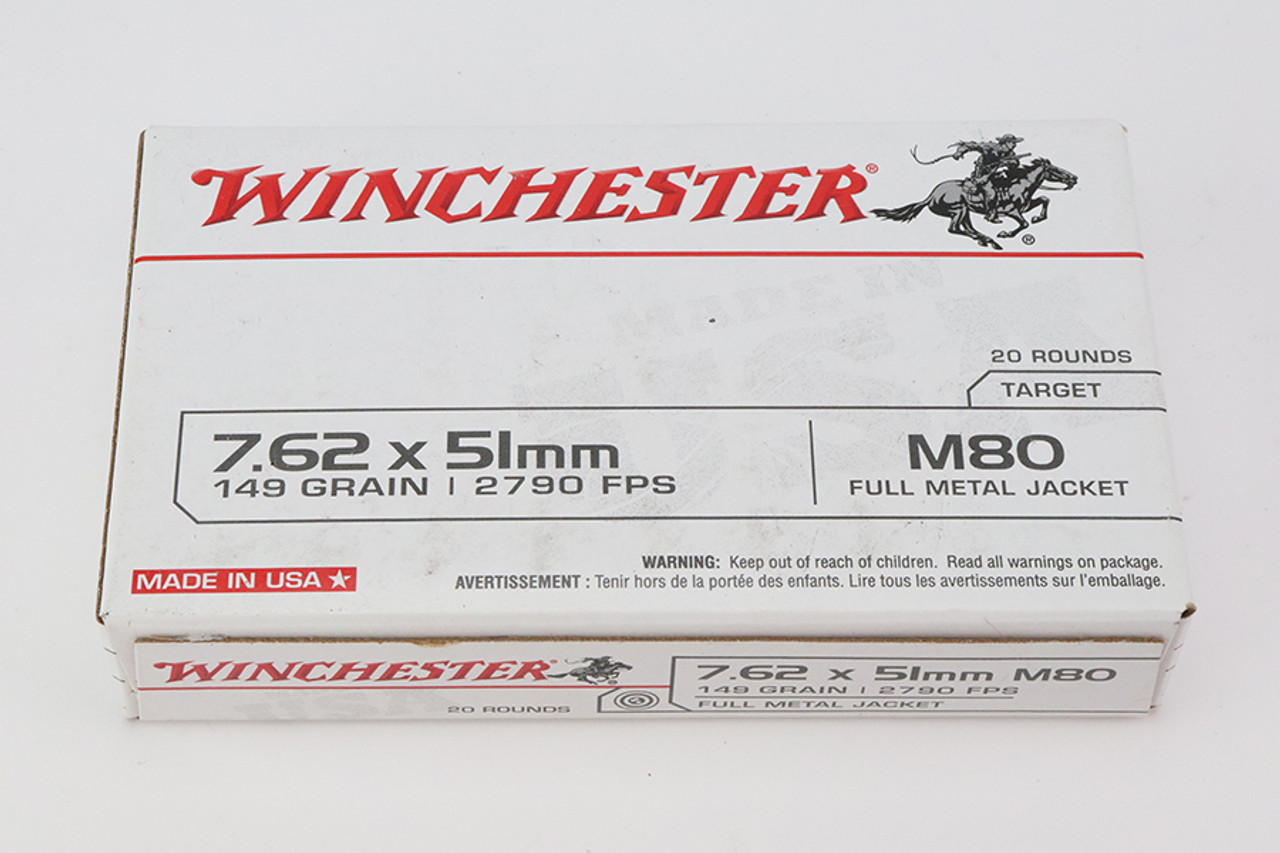 WINCHESTER®
®
MADE IN
USA
20 ROUNDS
TARGET
7.62 x 51mm
149 GRAIN | 2790 FPS
M80
FULL METAL JACKET
WARNING: Keep out of reach of children. Read all warnings on package.
AVERTISSEMENT : Tenir hors de la portée des enfants. Lire tous les avertissements sur l'emballage.
MADE IN USA
WINCHESTER®
20 ROUNDS
7.62 x 51mm M80
149 GRAIN | 2790 FPS
FULL METAL JACKET